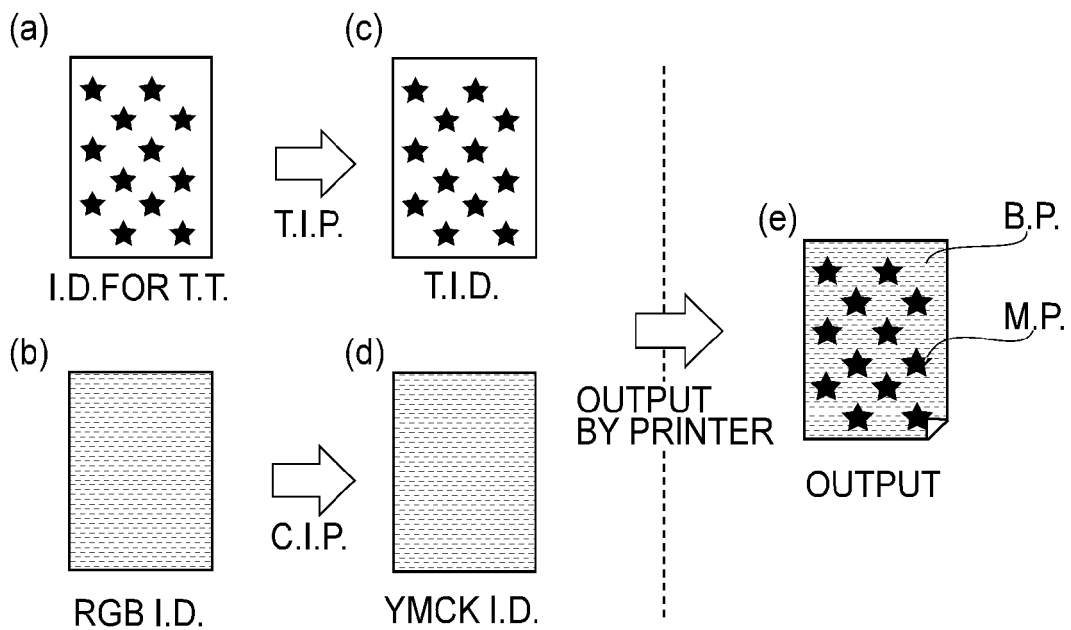 (a)
I.D.FOR T.T.
T.I.P.
(c)
T.I.D.
(b)
RGB I.D.
C.I.P.
(d)
YMCK I.D.
OUTPUT
BY PRINTER
(e)
B.P.
M.P.
OUTPUT